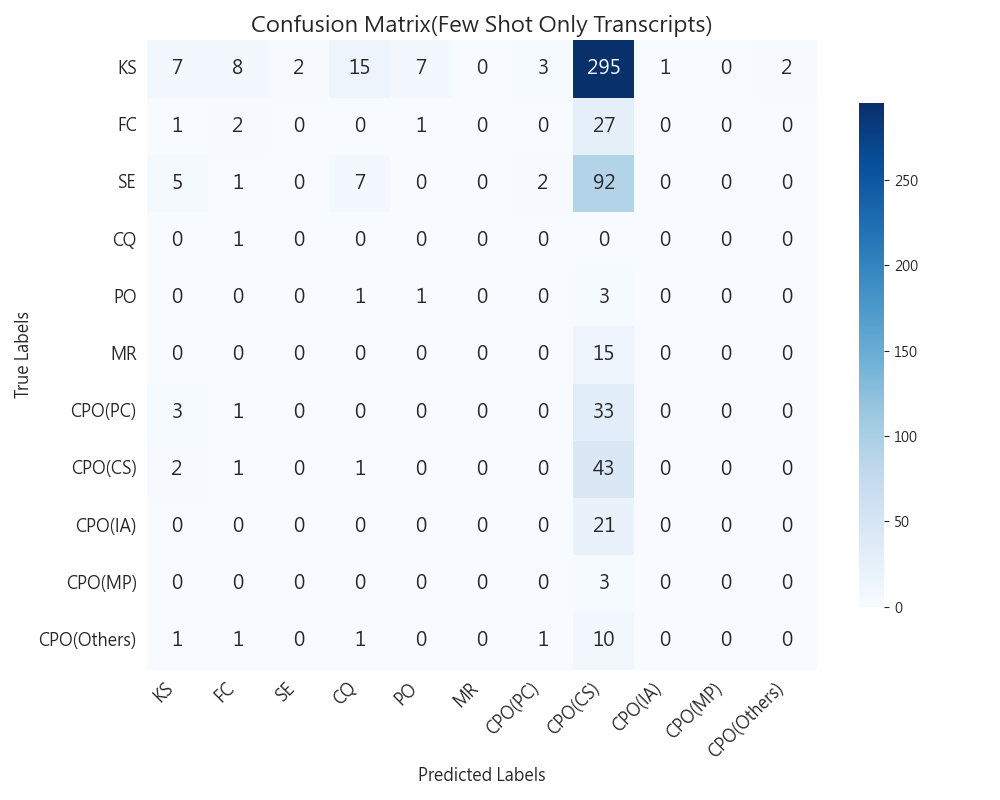 Confusion Matrix(Few Shot Only Transcripts)
KS 7 8 2 15 7 0 3 295 1 0 2
FC 1 2 0 0 1 0 0 27 0 0 0
SE 5 1 0 7 0 0 2 92 0 0 0
CQ 0 1 0 0 0 0 0 0 0 0 0
PO 0 0 0 1 1 0 0 3 0 0 0
MR 0 0 0 0 0 0 0 15 0 0 0
CPO(PC) 3 1 0 0 0 0 0 33 0 0 0
CPO(CS) 2 1 0 1 0 0 0 43 0 0 0
CPO(IA) 0 0 0 0 0 0 0 21 0 0 0
CPO(MP) 0 0 0 0 0 0 0 3 0 0 0
CPO(Others) 1 1 0 1 0 0 1 10 0 0 0
KS FC SE CQ PO MR CPO(PC) CPO(CS) CPO(IA) CPO(MP) CPO(Others)
Predicted Labels
True Labels
250
200
150
100
50
0